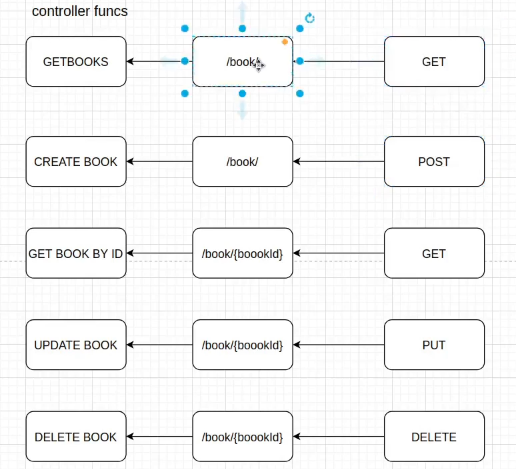 controller funcs
GETBOOKS
/book/
GET
CREATE BOOK
/book/
POST
GET BOOK BY ID
/book/{boookId}
GET
UPDATE BOOK
/book/{boookId}
PUT
DELETE BOOK
/book/{boookId}
DELETE